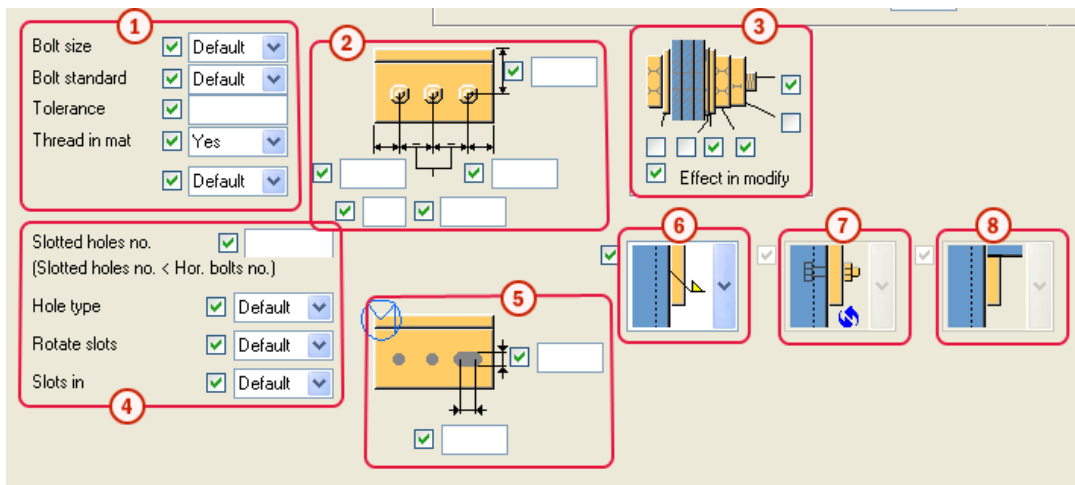 1
Bolt size Default
Bolt standard Default
Tolerance
Thread in mat Yes
Default
2
3
Effect in modify
4
Slotted holes no.
(Slotted holes no. < Hor. bolts no.)
Hole type Default
Rotate slots Default
Slots in Default
5
6
7
8